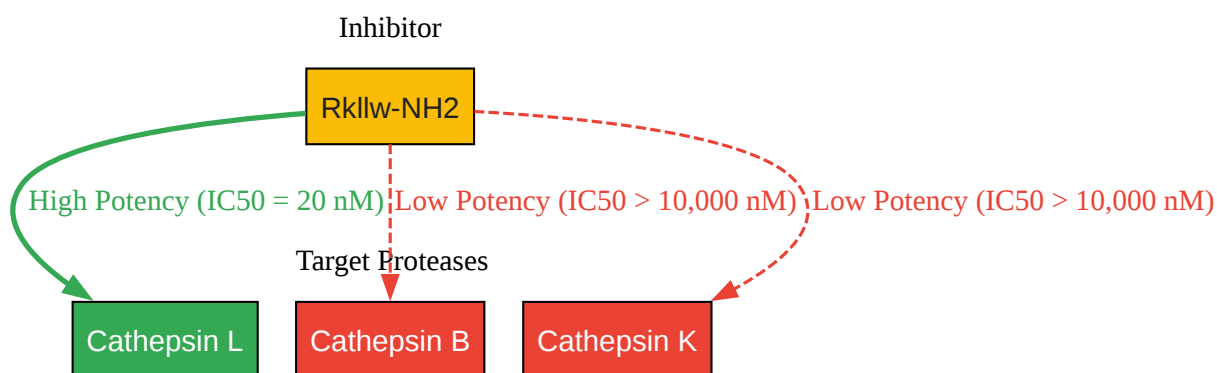 Inhibitor
Rkllw-NH2
High Potency (IC50 = 20 nM)
Low Potency (IC50 > 10,000 nM)
Low Potency (IC50 > 10,000 nM)
Target Proteases
Cathepsin L
Cathepsin B
Cathepsin K